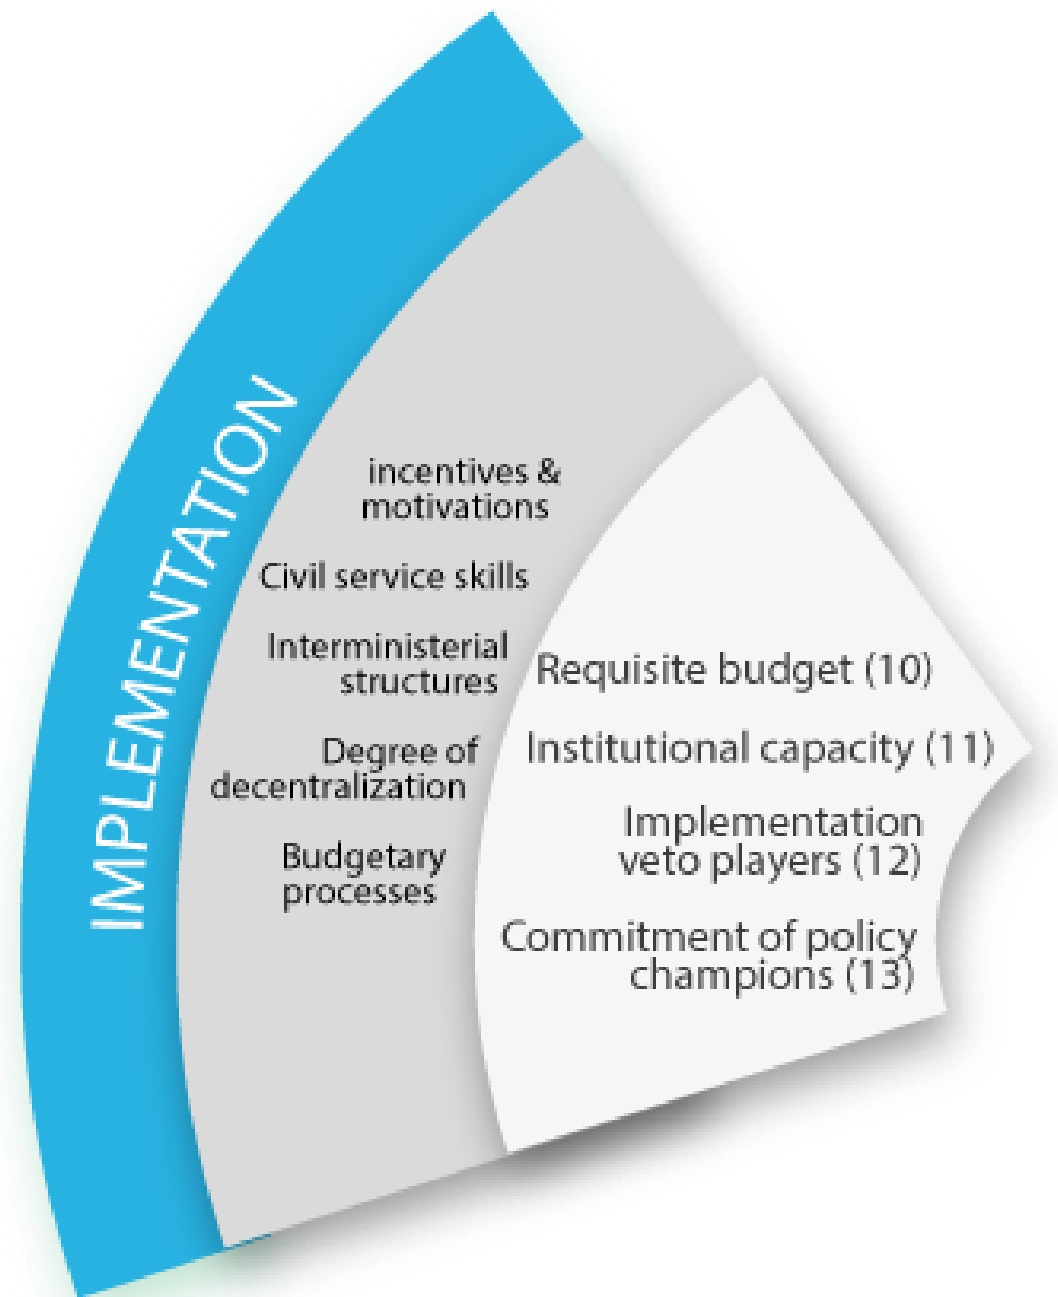 IMPLEMENTATION
incentives &
motivations
Civil service skills
Interministerial
structures
Degree of
decentralization
Budgetary
processes
Requisite budget (10)
Institutional capacity (11)
Implementation
veto players (12)
Commitment of policy
champions (13)